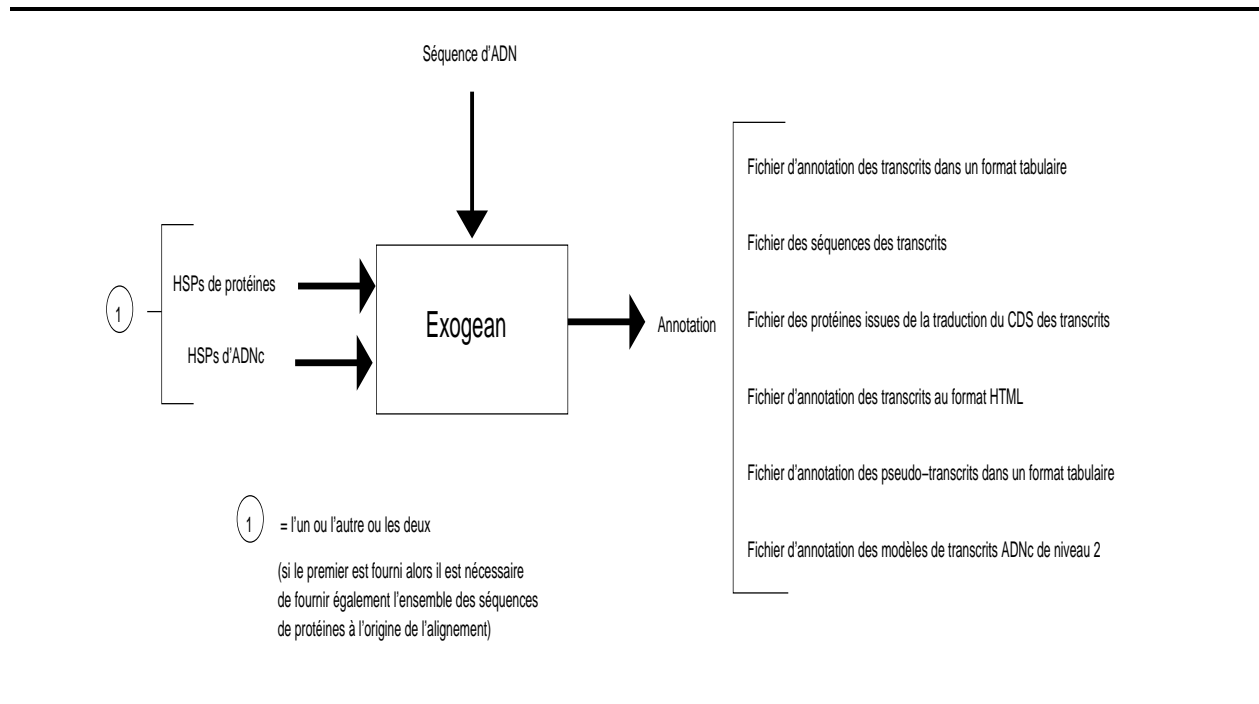 Séquence d'ADN
HSPs de protéines
HSPs d'ADNc
1
Exogean
Annotation
Fichier d'annotation des transcrits dans un format tabulaire
Fichier des séquences des transcrits
Fichier des protéines issues de la traduction du CDS des transcrits
Fichier d'annotation des transcrits au format HTML
Fichier d'annotation des pseudo−transcrits dans un format tabulaire
Fichier d'annotation des modèles de transcrits ADNc de niveau 2
1 = l'un ou l'autre ou les deux
(si le premier est fourni alors il est nécessaire
de fournir également l'ensemble des séquences
de protéines à l'origine de l'alignement)